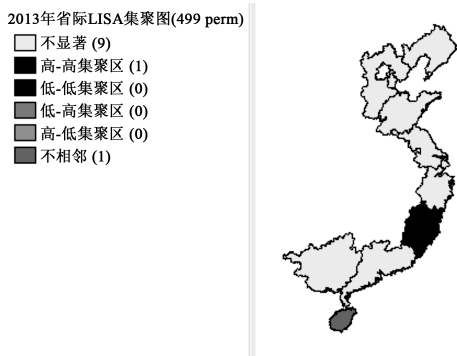 2013年省际LISA集聚图(499 perm)
不显著 (9)
高-高集聚区 (1)
低-低集聚区 (0)
低-高集聚区 (0)
高-低集聚区 (0)
不相邻 (1)